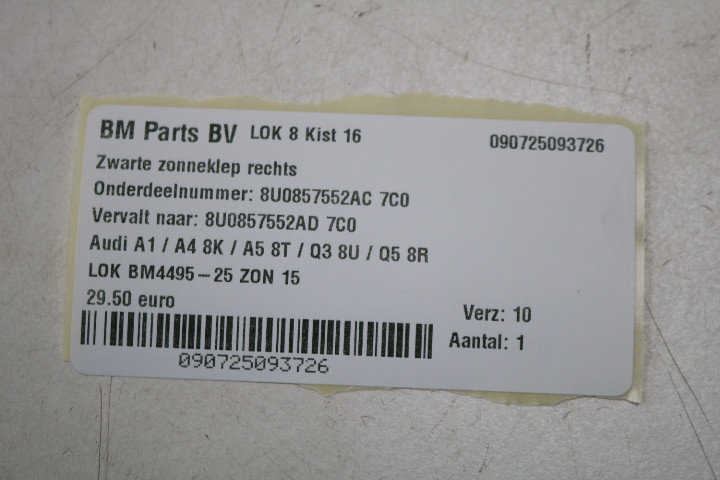 BM Parts BV LOK 8 Kist 16 090725093726
Zwarte zonneklep rechts
Onderdeelnummer: 8U0857552AC 7C0
Vervalt naar: 8U0857552AD 7C0
Audi A1 / A4 8K / A5 8T / Q3 8U / Q5 8R
LOK BM4495-25 ZON 15
29.50 euro
Verz: 10
Aantal: 1
090725093726